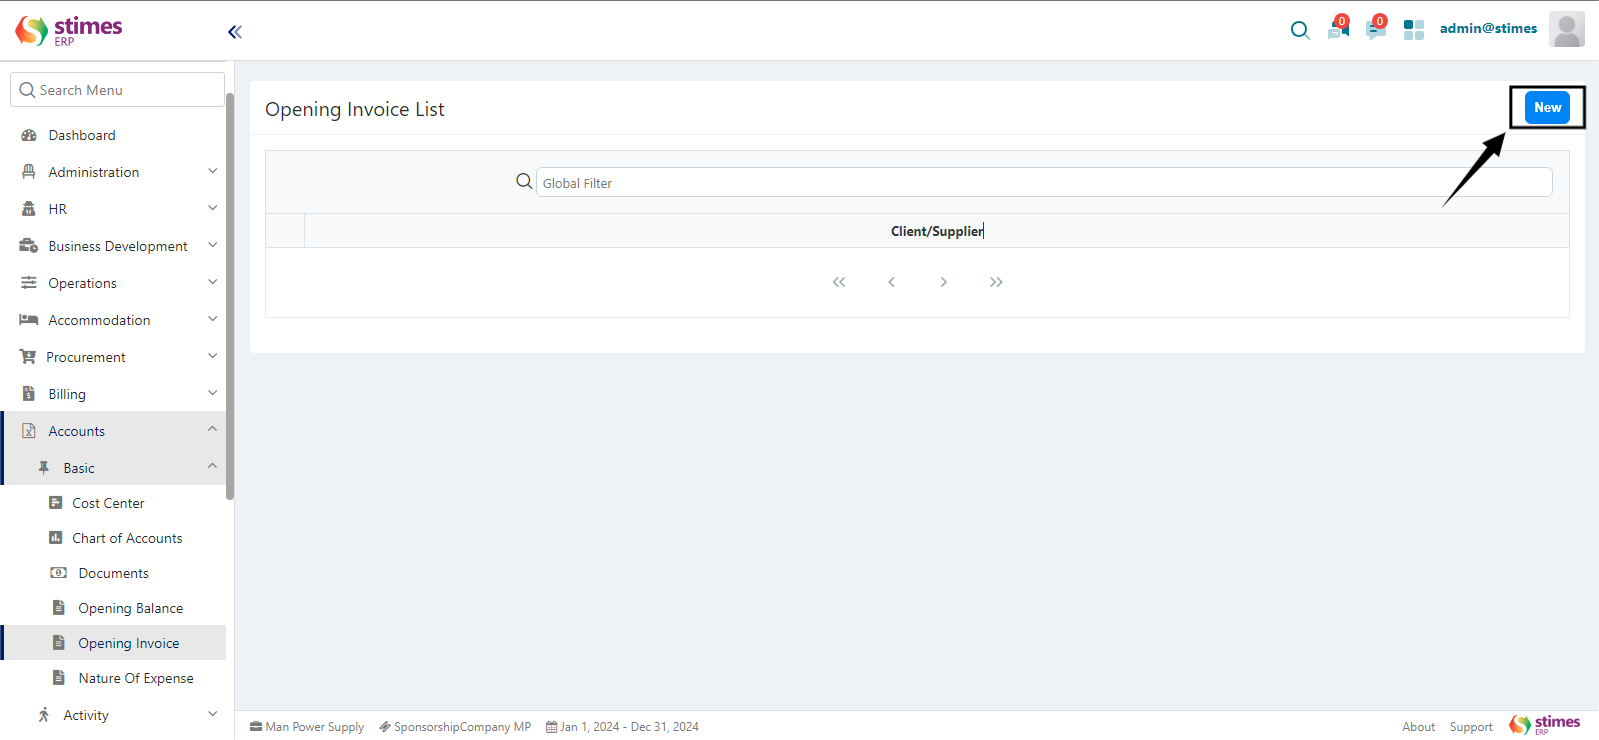 stimes
ERP
0
0
admin@stimes
Search Menu
Dashboard
Administration
HR
Business Development
Operations
Accommodation
Procurement
Billing
Accounts
Basic
Cost Center
Chart of Accounts
Documents
Opening Balance
Opening Invoice
Nature Of Expense
Activity
Opening Invoice List
New
Global Filter
Client/Supplier
Man Power Supply SponsorshipCompany MP Jan 1, 2024 - Dec 31, 2024
About Support
stimes
ERP